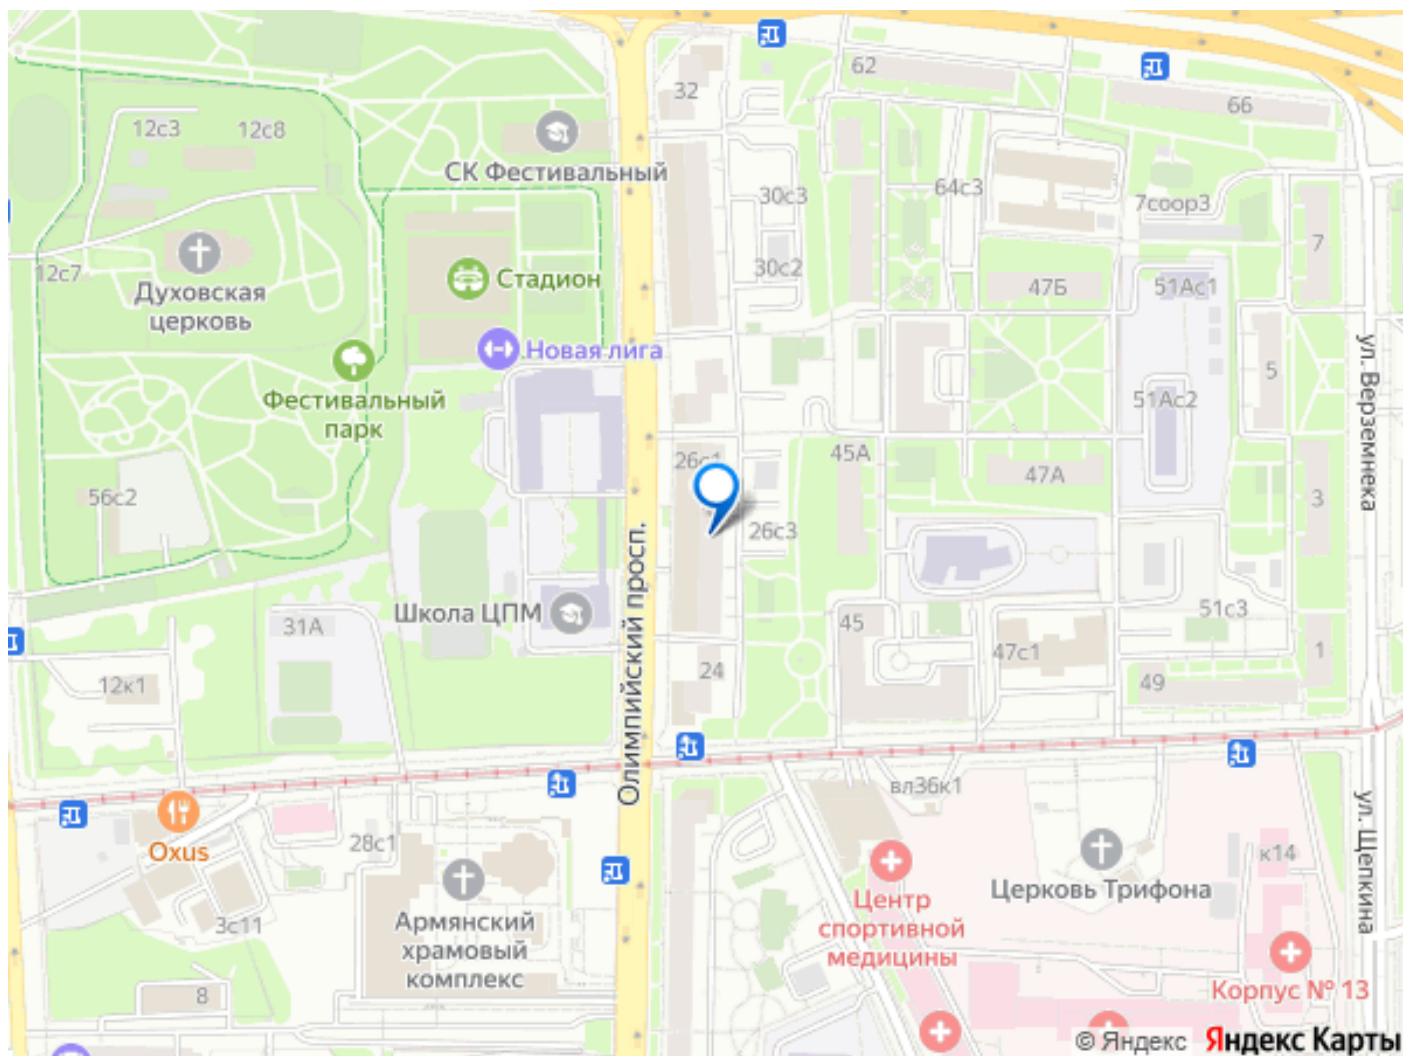 62
32
66
12с3
12с8
СК Фестивальный
64с3
30с3
7соор3
7
12с7
30с2
Стадион
47Б
51Ас1
Духовская
церковь
Новая лига
ул. Верземнека
5
Фестивальный
парк
51Ас2
26с1
45А
47А
56с2
3
26с3
Олимпийский просп.
Школа ЦПМ
31А
45
51с3
47с1
1
12к1
24
49
вл36к1
Oxus
28с1
ул. Щепкина
к14
Церковь Трифона
Центр
спортивной
медицины
Армянский
храмовый
комплекс
3с11
8
Корпус № 13
© Яндекс Яндекс Карты